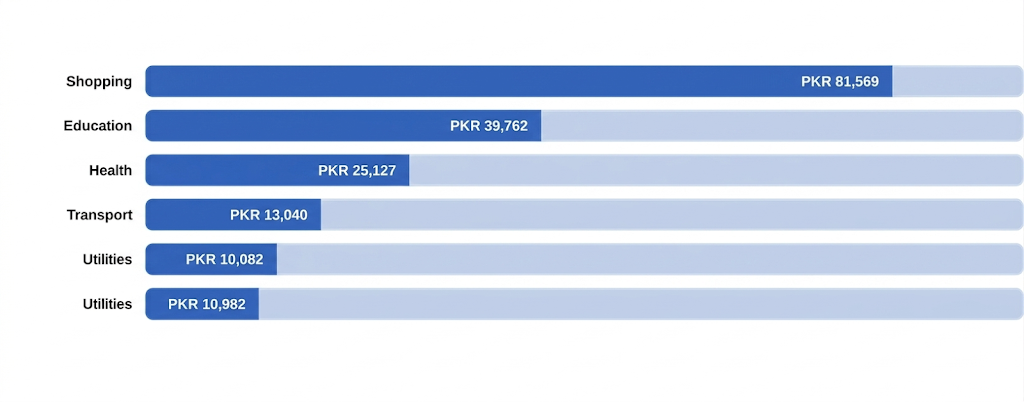 Shopping PKR 81,569
Education PKR 39,762
Health PKR 25,127
Transport PKR 13,040
Utilities PKR 10,082
Utilities PKR 10,982